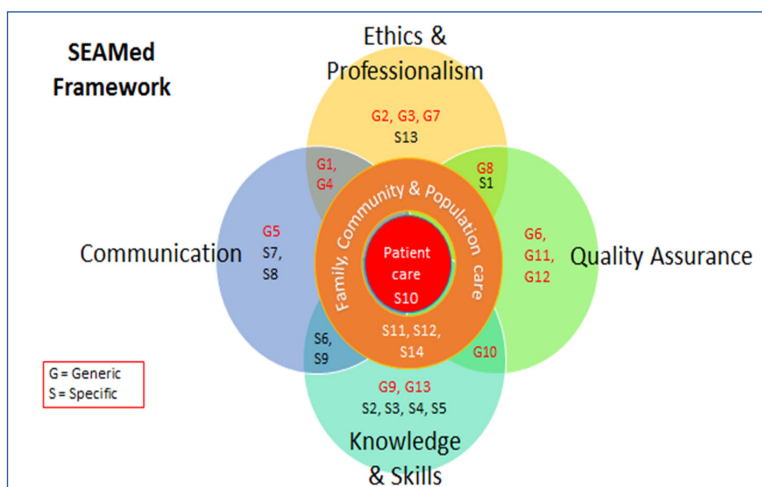 SEAMed
Framework
Ethics &
Professionalism
G2, G3, G7
S13
G1,
G4
G8
S1
Family, Community & Population care
Communication
G5
S7,
S8
Patient
care
S10
G6,
G11,
G12
Quality Assurance
S11, S12,
S14
S6,
S9
G10
G = Generic
S = Specific
G9, G13
S2, S3, S4, S5
Knowledge
& Skills